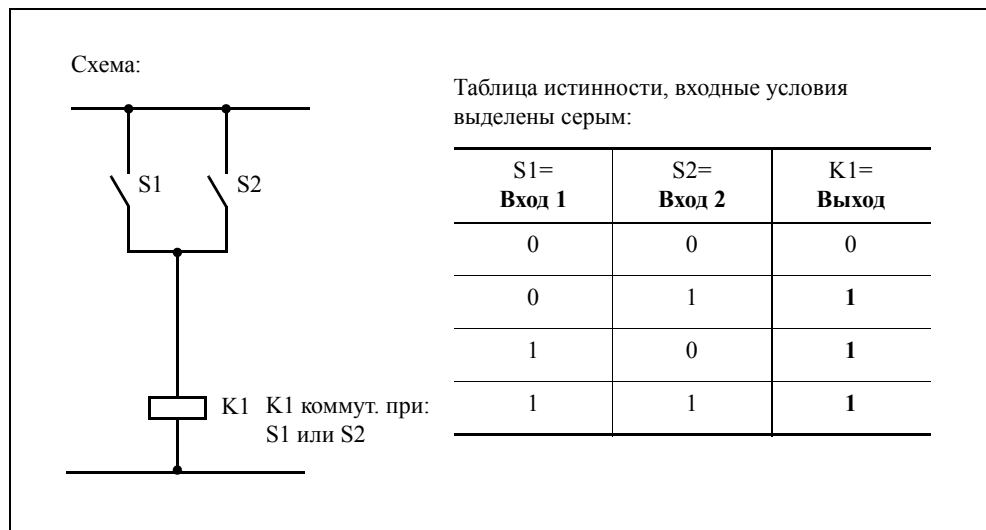 Схема:
S1
S2
K1 K1 коммут. при:
S1 или S2
Таблица истинности, входные условия
выделены серым:
S1= S2= K1=
Вход 1 Вход 2 Выход
0 0 0
0 1 1
1 0 1
1 1 1